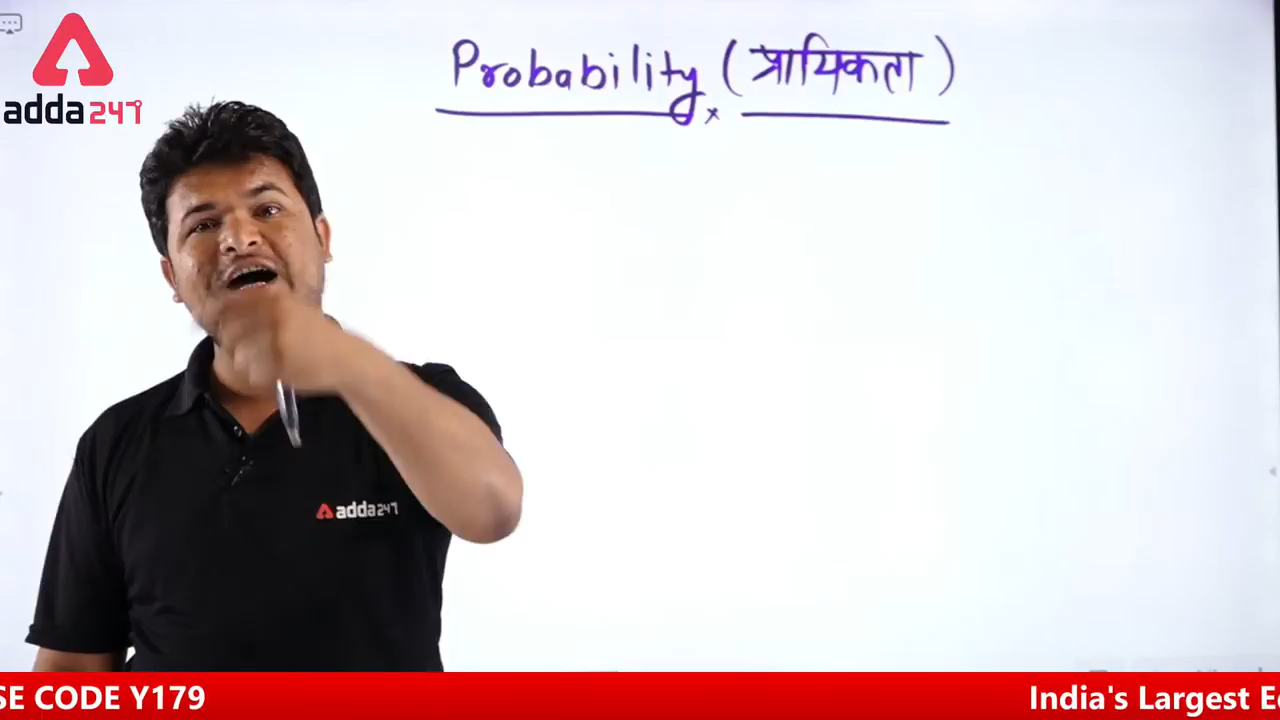 Probability (प्रायिकता)
adda247
adda247
SE CODE Y179
India's Largest E